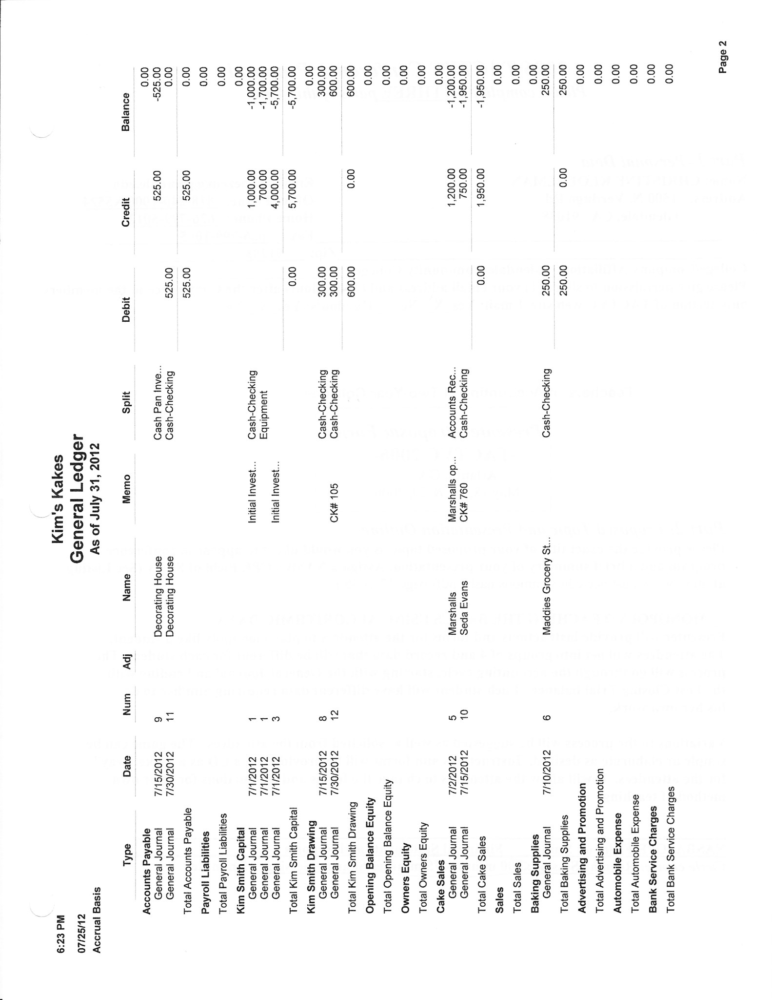 6:23 PM
07/25/12
Accrual Basis
Kim's Kakes
General Ledger
As of July 31, 2012
Type Date Num Adj Name Memo Split Debit Credit Balance
Accounts Payable 0.00
General Journal 7/15/2012 9 Decorating House Cash Pan Inve... 525.00 -525.00
General Journal 7/30/2012 11 Decorating House Cash-Checking 525.00 0.00
Total Accounts Payable 525.00 525.00 0.00
Payroll Liabilities 0.00
Total Payroll Liabilities 0.00
Kim Smith Capital 0.00
General Journal 7/1/2012 1 Initial Invest... Cash-Checking 1,000.00 -1,000.00
General Journal 7/1/2012 1 Equipment 700.00 -1,700.00
General Journal 7/1/2012 3 Initial Invest... 4,000.00 -5,700.00
Total Kim Smith Capital 0.00 5,700.00 -5,700.00
Kim Smith Drawing 0.00
General Journal 7/15/2012 8 Cash-Checking 300.00 300.00
General Journal 7/30/2012 12 CK# 105 Cash-Checking 300.00 600.00
Total Kim Smith Drawing 600.00 0.00 600.00
Opening Balance Equity 0.00
Total Opening Balance Equity 0.00
Owners Equity 0.00
Total Owners Equity 0.00
Cake Sales 0.00
General Journal 7/2/2012 5 Marshalls Marshalls op... Accounts Rec... 1,200.00 -1,200.00
General Journal 7/15/2012 10 Seda Evans CK# 760 Cash-Checking 750.00 -1,950.00
Total Cake Sales 0.00 1,950.00 -1,950.00
Sales 0.00
Total Sales 0.00
Baking Supplies 0.00
General Journal 7/10/2012 6 Maddies Grocery St... Cash-Checking 250.00 250.00
Total Baking Supplies 250.00 0.00 250.00
Advertising and Promotion 0.00
Total Advertising and Promotion 0.00
Automobile Expense 0.00
Total Automobile Expense 0.00
Bank Service Charges 0.00
Total Bank Service Charges 0.00
Page 2